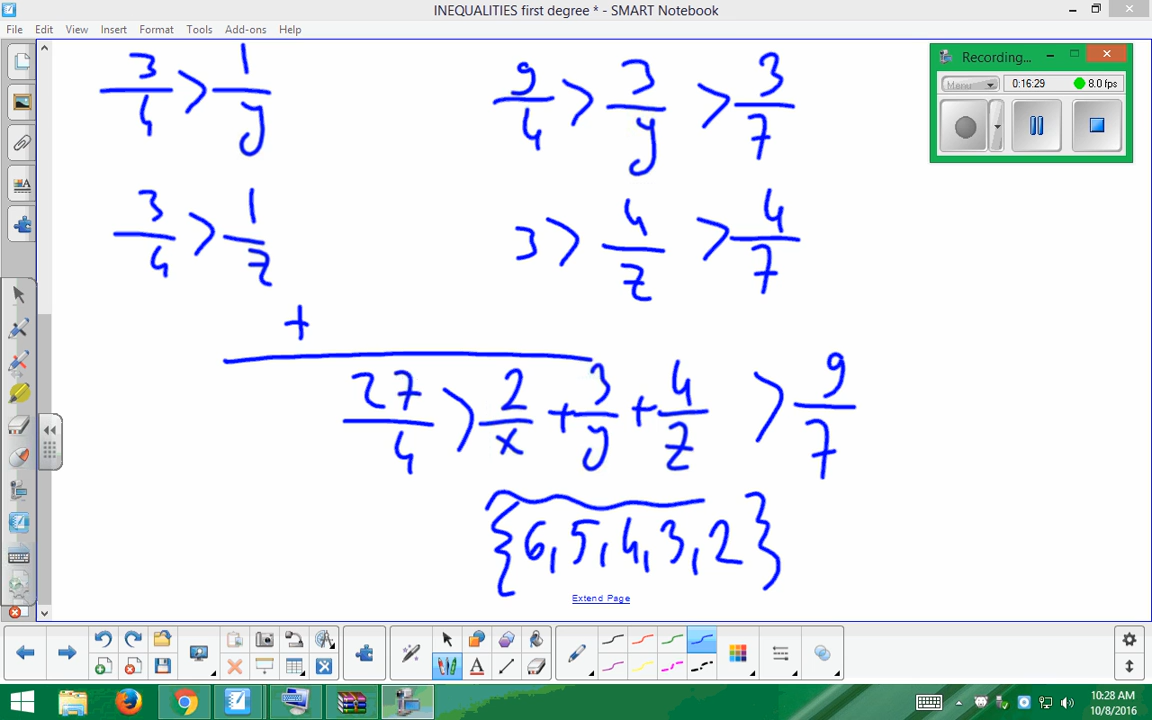 INEQUALITIES first degree * - SMART Notebook
File Edit View Insert Format Tools Add-ons Help
Recording...
Menu 0:16:29 8.0 fps
3/4 > 1/y
9/4 > 3/y > 3/7
3/4 > 1/z
3 > 4/z > 4/7
+
27/4 > 2/x + 3/y + 4/z > 9/7
{6,5,4,3,2}
Extend Page
A
10:28 AM
10/8/2016